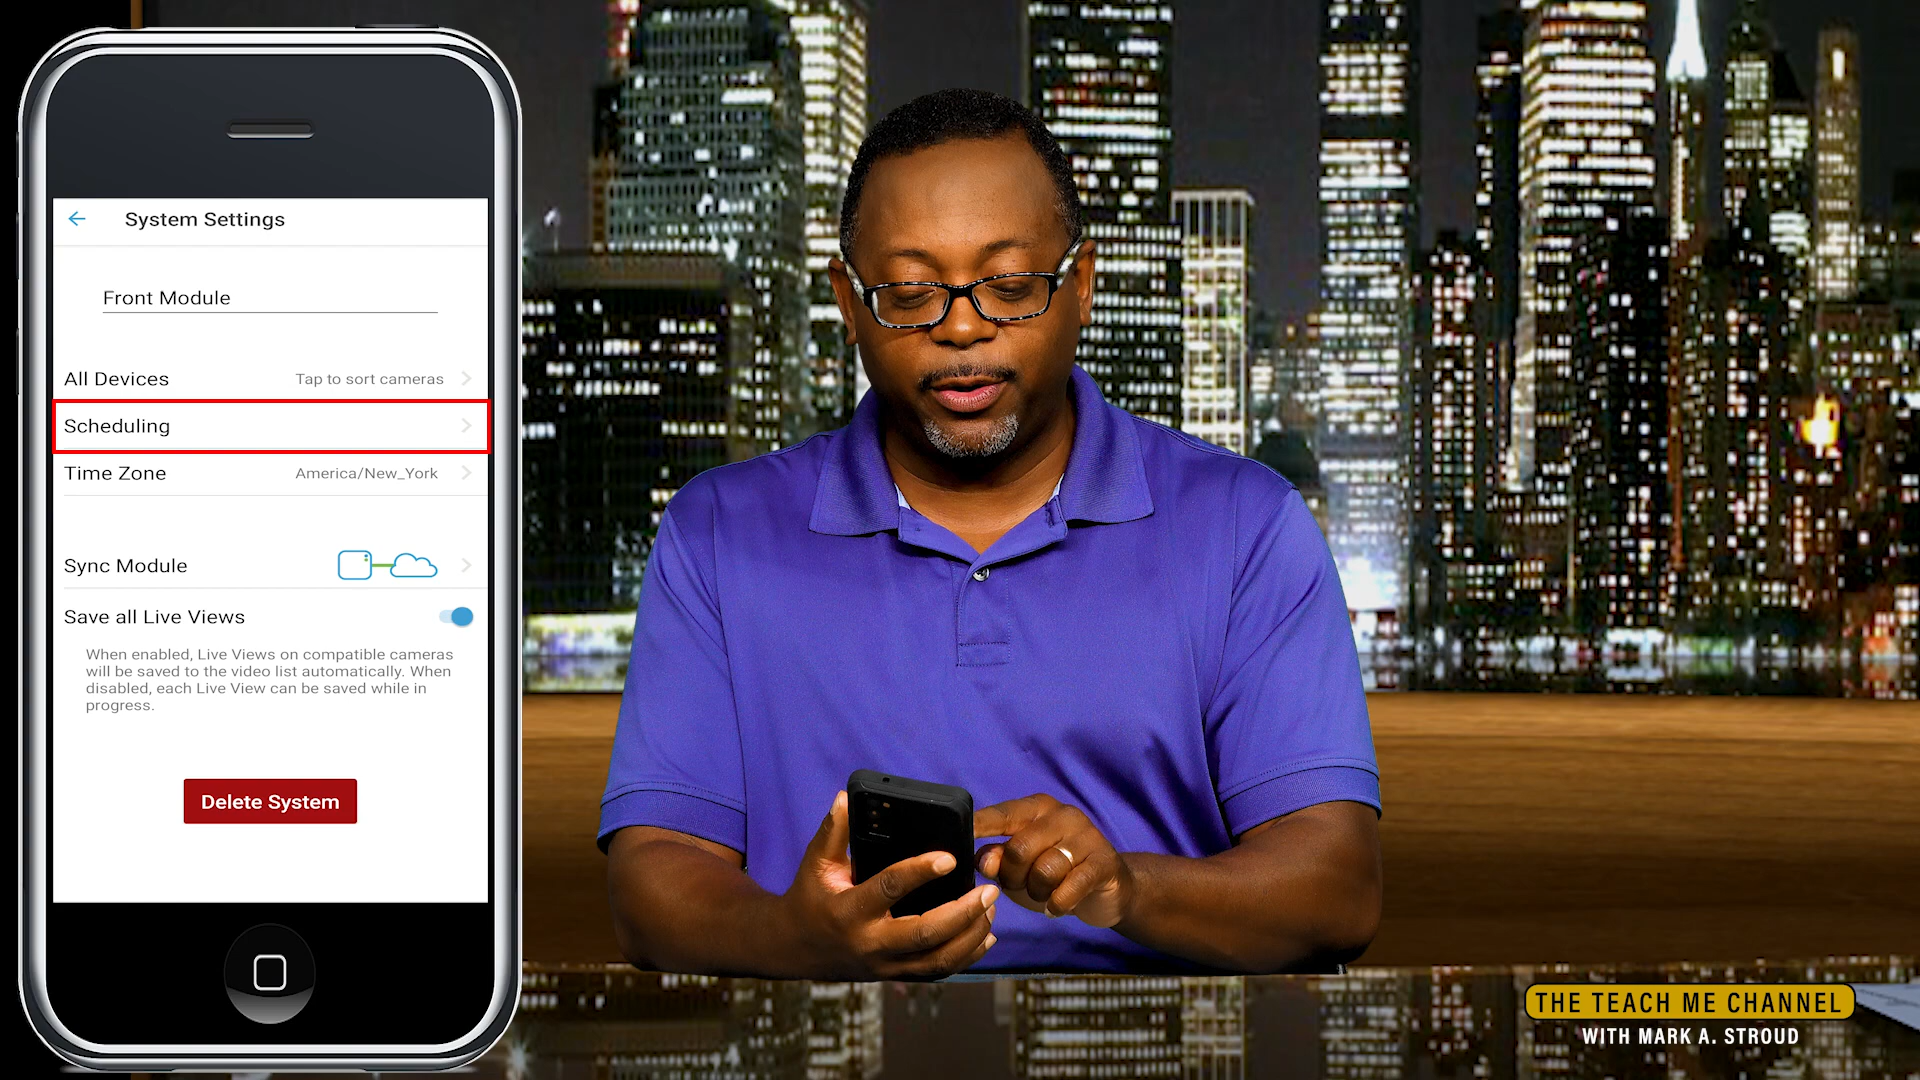 System Settings
Front Module
All Devices Tap to sort cameras
Scheduling
Time Zone America/New_York
Sync Module
Save all Live Views
When enabled, Live Views on compatible cameras
will be saved to the video list automatically. When
disabled, each Live View can be saved while in
progress.
Delete System
THE TEACH ME CHANNEL
WITH MARK A. STROUD